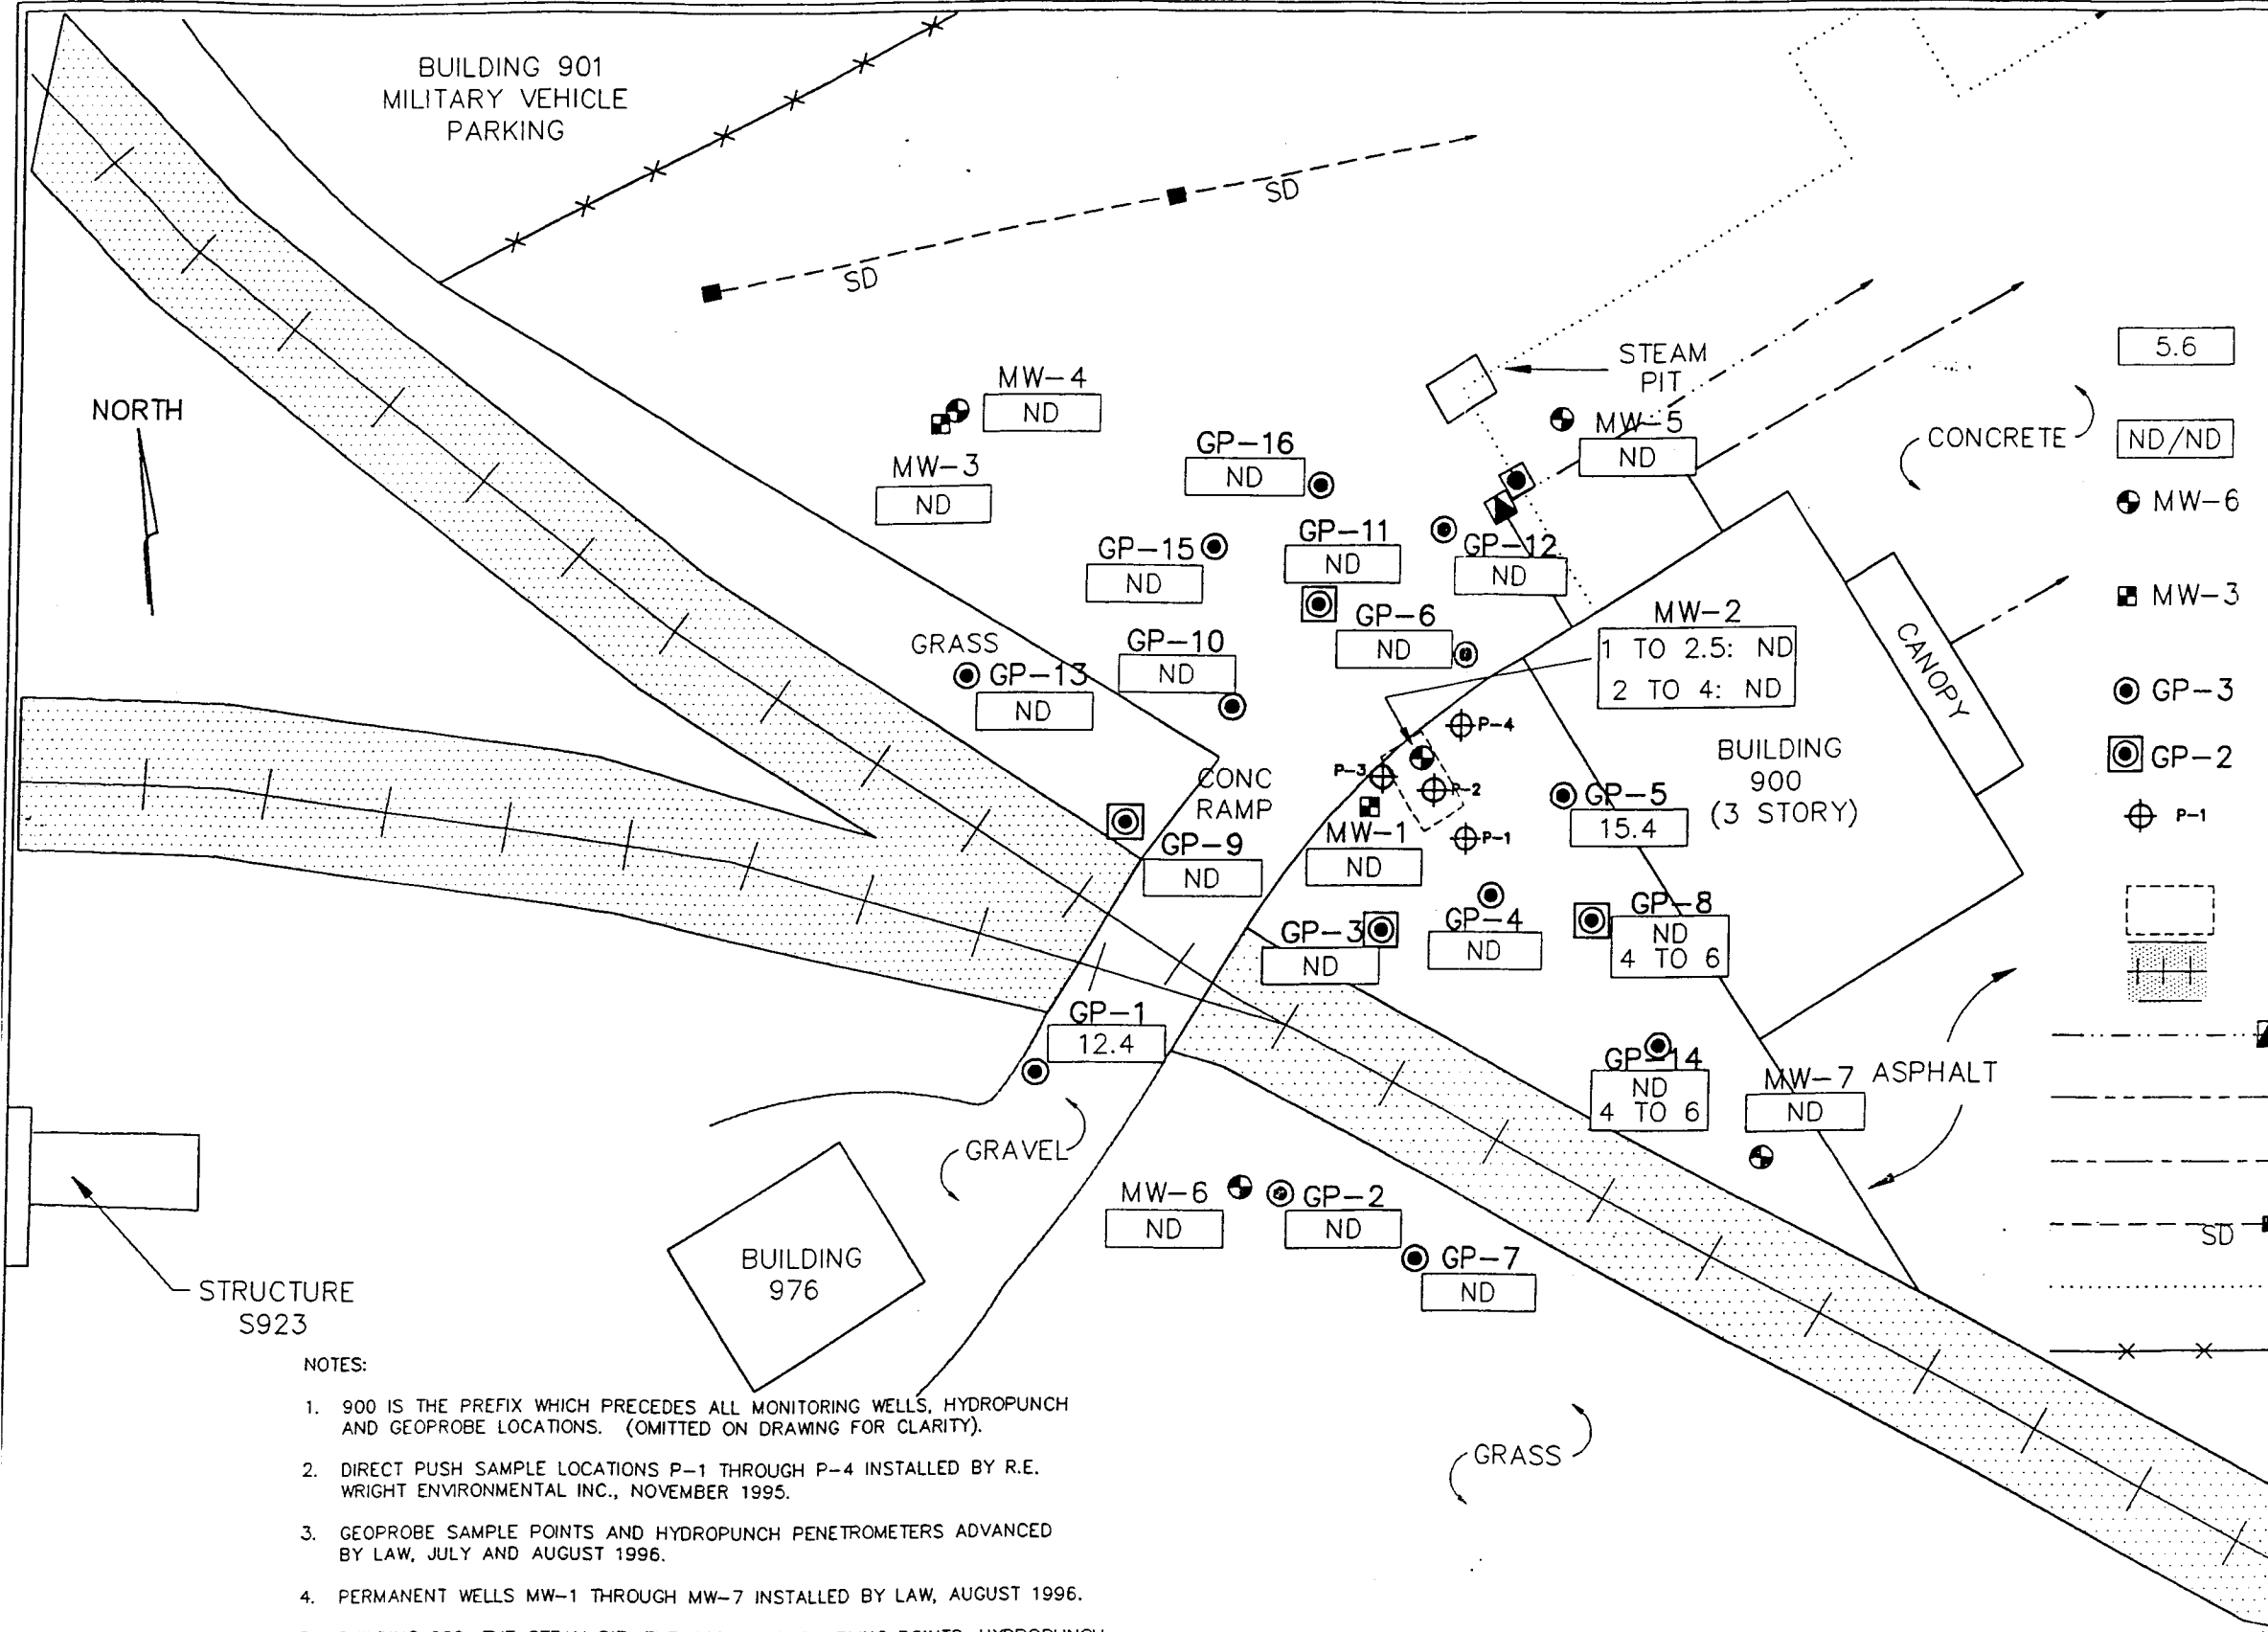 BUILDING 901
MILITARY VEHICLE
PARKING
SD
SD
NORTH
MW-4
ND
MW-3
ND
GP-16
ND
STEAM
PIT
MW-5
ND
CONCRETE
5.6
ND/ND
MW-6
MW-3
GP-3
GP-2
P-1
SD
GP-15
ND
GP-11
ND
GP-12
ND
GP-6
ND
MW-2
1 TO 2.5: ND
2 TO 4: ND
CANOPY
GRASS
GP-13
ND
GP-10
ND
P-4
P-3
P-2
P-1
CONC
RAMP
MW-1
ND
GP-5
15.4
BUILDING
900
(3 STORY)
GP-9
ND
GP-3
ND
GP-4
ND
GP-8
ND
4 TO 6
GP-1
12.4
GP-14
ND
4 TO 6
MW-7
ND
ASPHALT
GRAVEL
MW-6
ND
GP-2
ND
GP-7
ND
BUILDING
976
STRUCTURE
S923
GRASS
NOTES:
1. 900 IS THE PREFIX WHICH PRECEDES ALL MONITORING WELLS, HYDROPUNCH
AND GEOPROBE LOCATIONS. (OMITTED ON DRAWING FOR CLARITY).
2. DIRECT PUSH SAMPLE LOCATIONS P-1 THROUGH P-4 INSTALLED BY R.E.
WRIGHT ENVIRONMENTAL INC., NOVEMBER 1995.
3. GEOPROBE SAMPLE POINTS AND HYDROPUNCH PENETROMETERS ADVANCED
BY LAW, JULY AND AUGUST 1996.
4. PERMANENT WELLS MW-1 THROUGH MW-7 INSTALLED BY LAW, AUGUST 1996.